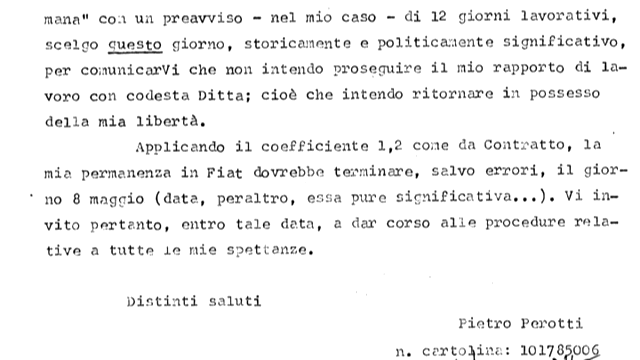 mana" con un preavviso - nel mio caso - di 12 giorni lavorativi,
scelgo questo giorno, storicamente e politicamente significativo,
per comunicarVi che non intendo proseguire il mio rapporto di la-
voro con codesta Ditta; cioè che intendo ritornare in possesso
della mia libertà.
Applicando il coefficiente 1,2 come da Contratto, la
mia permanenza in Fiat dovrebbe terminare, salvo errori, il gior-
no 8 maggio (data, peraltro, essa pure significativa...). Vi in-
vito pertanto, entro tale data, a dar corso alle procedure rela-
tive a tutte le mie spettanze.
Distinti saluti
Pietro Perotti
n. cartolina: 101785006